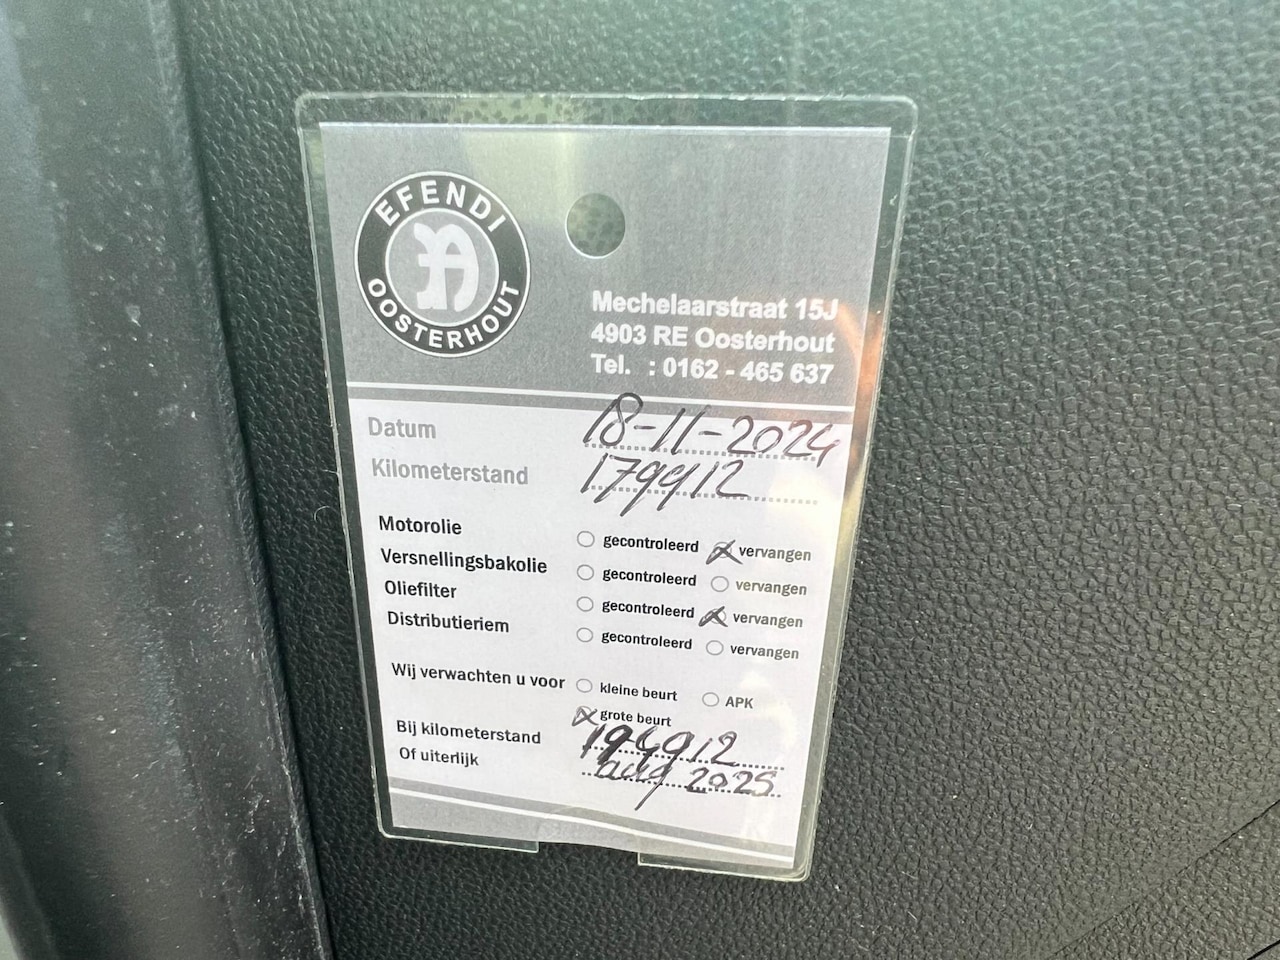 EFENDI
OOSTERHOUT
Mechelaarstraat 15J
4903 RE Oosterhout
Tel. : 0162 - 465 637
Datum 18-11-2024
Kilometerstand 179912
Motorolie gecontroleerd vervangen
Versnellingsbakolie gecontroleerd vervangen
Oliefilter gecontroleerd vervangen
Distributieriem gecontroleerd vervangen
Wij verwachten u voor kleine beurt APK
grote beurt
Bij kilometerstand 194912
Of uiterlijk aug 2025